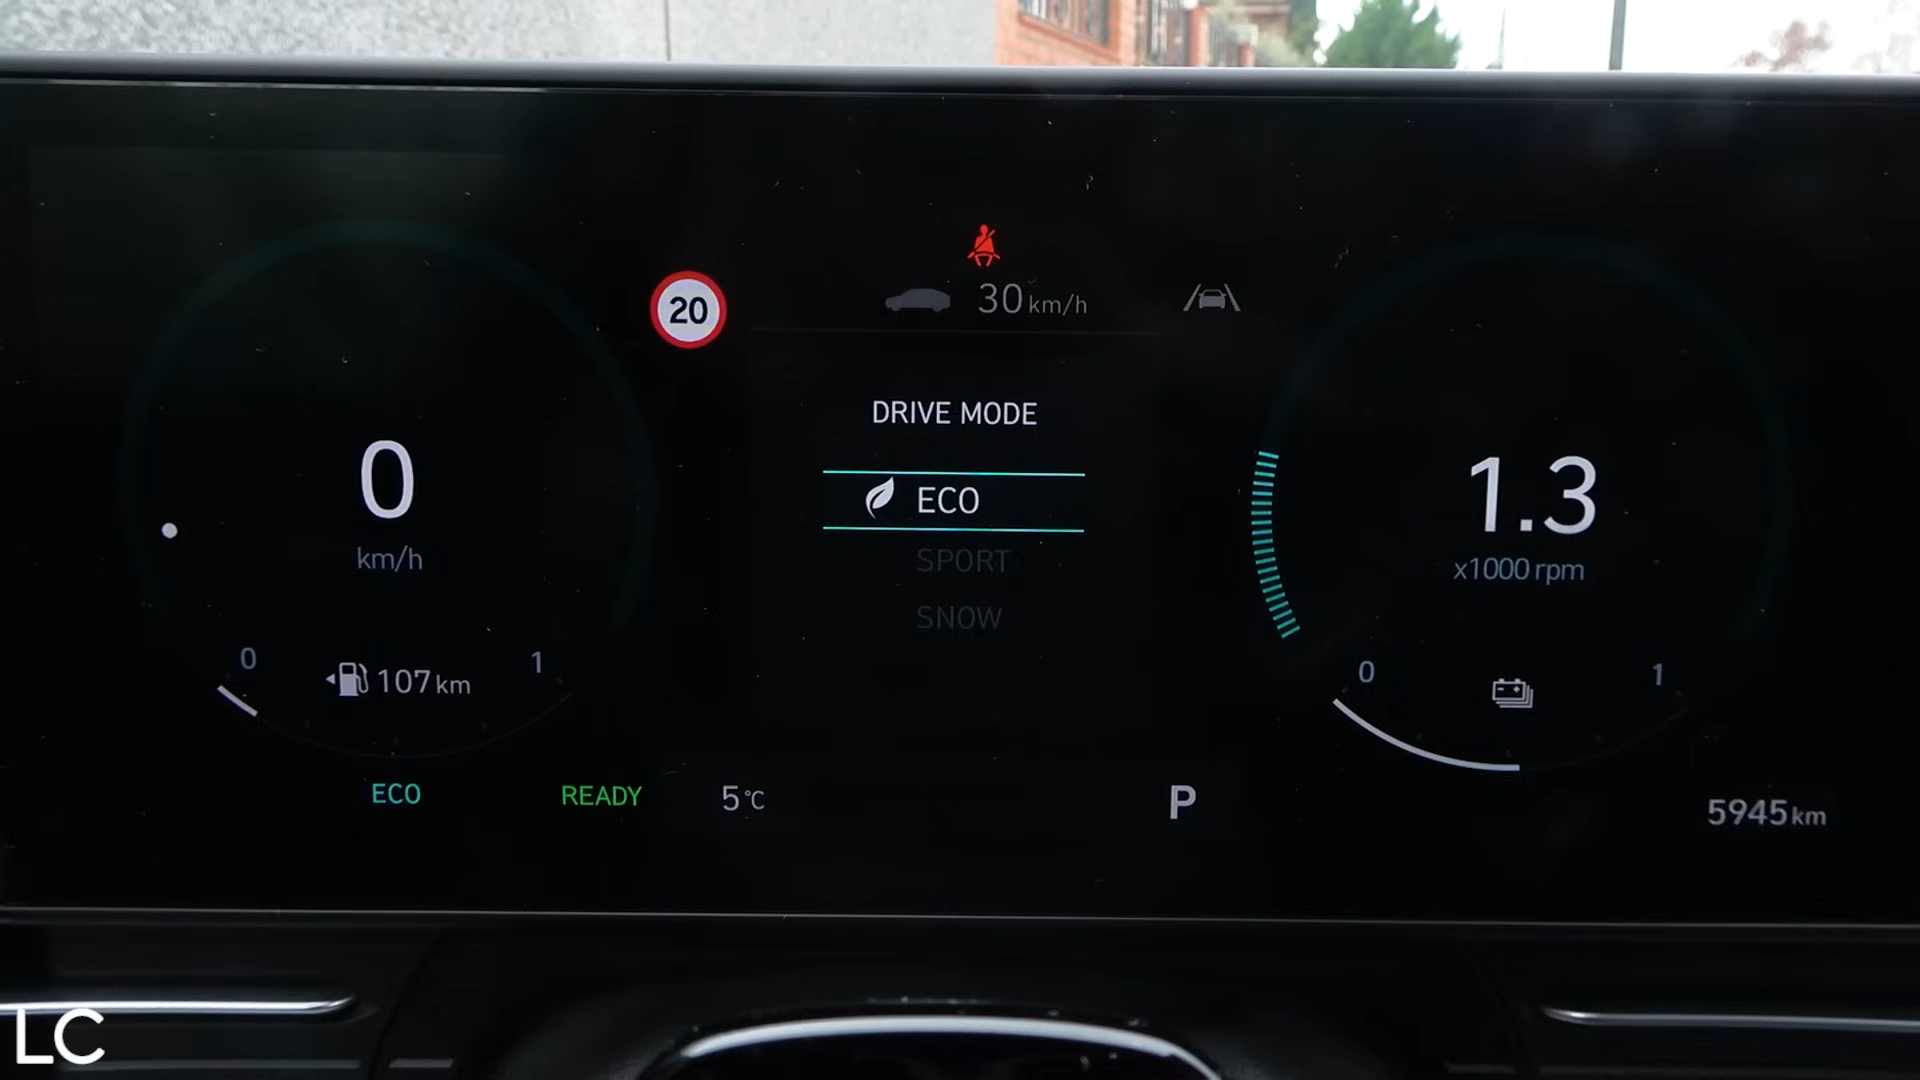 20
30 km/h
DRIVE MODE
ECO
SPORT
SNOW
0
km/h
0
107 km
1
1.3
x1000 rpm
0
1
ECO
READY
5 °C
P
5945 km
LC